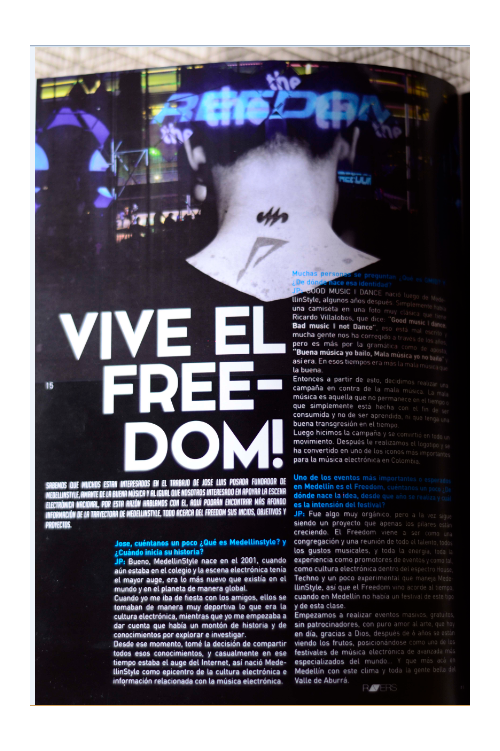 the
FREEDOM
the
the
VIVE EL
FREE-
DOM!
15
SABEMOS QUE MUCHOS ESTÁN INTERESADOS EN EL TRABAJO DE JOSE LUIS POSADA FUNDADOR DE
MEDELLINSTYLE, AMANTE DE LA BUENA MÚSICA Y AL IGUAL QUE NOSOTROS INTERESADO EN APOYAR LA ESCENA
ELECTRÓNICA NACIONAL, POR ESTA RAZÓN HABLAMOS CON EL, AQUÍ PODRÁN ENCONTRAR MÁS AFONDO
INFORMACIÓN DE LA TRAYECTORIA DE MEDELLINSTYLE, TODO ACERCA DEL FREEDOM SUS INICIOS, OBJETIVOS Y
PROYECTOS.
Jose, cuéntanos un poco ¿Qué es Medellinstyle? y
¿Cuándo inicia su historia?
JP: Bueno, MedellinStyle nace en el 2001, cuando
aún estaba en el colegio y la escena electrónica tenía
el mayor auge, era lo más nuevo que existía en el
mundo y en el planeta de manera global.
Cuando yo me iba de fiesta con los amigos, ellos se
tomaban de manera muy deportiva lo que era la
cultura electrónica, mientras que yo me empezaba a
dar cuenta que había un montón de historia y de
conocimientos por explorar e investigar.
Desde ese momento, tomé la decisión de compartir
todos esos conocimientos, y casualmente en ese
tiempo estaba el auge del Internet, así nació Mede-
llinStyle como epicentro de la cultura electrónica e
información relacionada con la música electrónica.
Muchas personas se preguntan ¿Qué es
¿De dónde nace esa identidad?
JP: GOOD MUSIC I DANCE nació luego de Mede-
llinStyle, algunos años después. Simplemente había
una camiseta en una foto muy clásica que tiene
Ricardo Villalobos, que dice: "Good music I dance,
Bad music I not Dance", eso está mal escrito y
mucha gente nos ha corregido a través de los años,
pero es más por la gramática como de
"Buena música yo bailo, Mala música yo no bailo"
así era. En esos tiempos era más la mala música que
la buena.
Entonces a partir de esto, decidimos realizar una
campaña en contra de la mala música. La mala
música es aquella que no permanece en el tiempo o
que simplemente está hecha con el fin de ser
consumida y no de ser aprendida, ni que tenga una
buena transgresión en el tiempo.
Luego hicimos la campaña y se convirtió en todo un
movimiento. Después la realizamos el logotipo y se
ha convertido en uno de los iconos más importantes
para la música electrónica en Colombia.
Uno de los eventos más importantes o
en Medellín es el Freedom, cuéntanos un poco ¿De
dónde nace la idea, desde que año se realiza y cual
es la intensión del festival?
JP: Fue algo muy orgánico, pero a la vez sigue
siendo un proyecto que apenas los pilares están
creciendo. El Freedom viene a ser como una
congregación y una reunión de todo el talento, todos
los gustos musicales, y toda la energía, toda la
experiencia como promotores de eventos y como
como cultura electrónica dentro del espectro House,
Techno y un poco experimental que maneja Mede-
llinStyle, así que el Freedom vino acorde al tiempo
cuando en Medellín no había un festival de este tipo
y de esta clase.
Empezamos a realizar eventos masivos gratuitos,
sin patrocinadores, con puro amor al arte, que hoy
en día, gracias a Dios, después de 6 años se están
viendo los frutos, posicionándose como uno de los
festivales de música electrónica de avanzada más
especializados del mundo... Y que más acá en
Medellín con este clima y toda la gente bella del
Valle de Aburrá.
RAVERS